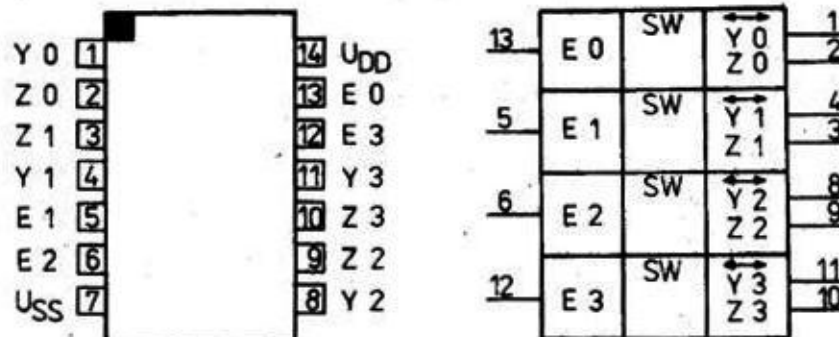 Y 0 1 14 UDD
Z 0 2 13 E 0
Z 1 3 12 E 3
Y 1 4 11 Y 3
E 1 5 10 Z 3
E 2 6 9 Z 2
USS 7 8 Y 2
13 E 0 SW Y 0 1
Z 0 2
5 E 1 SW Y 1 4
Z 1 3
6 E 2 SW Y 2 8
Z 2 9
12 E 3 SW Y 3 11
Z 3 10